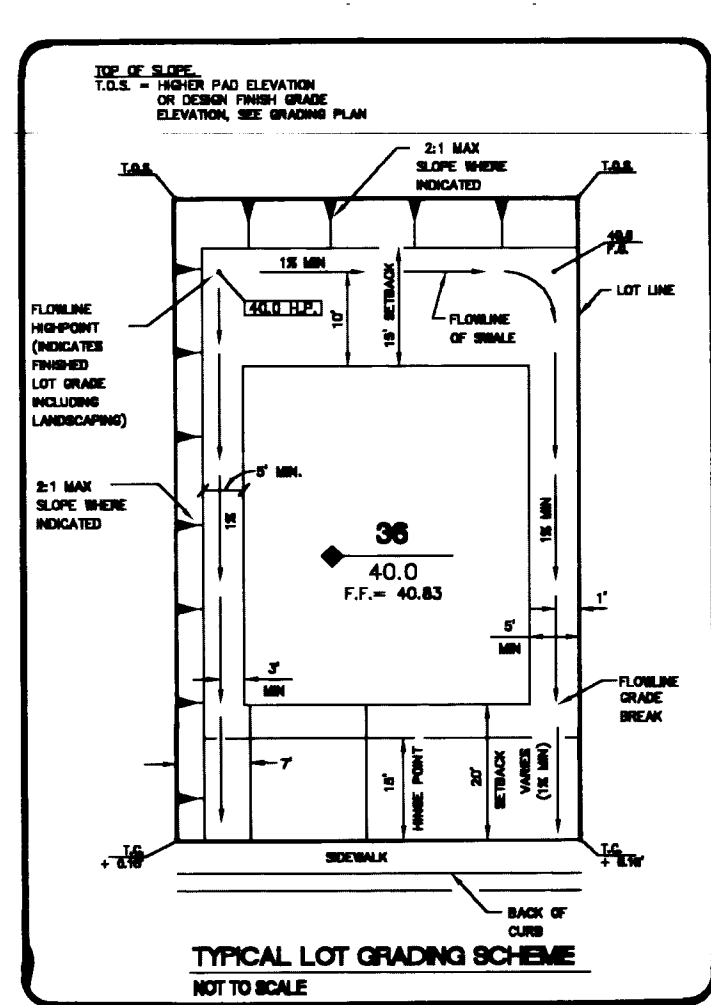 TOP OF SLOPE.
T.O.S. = HIGHER PAD ELEVATION
OR DESIGN FINISH GRADE
ELEVATION, SEE GRADING PLAN
T.O.S.
2:1 MAX
SLOPE WHERE
INDICATED
T.O.S.
F.G.
1% MIN
LOT LINE
FLOWLINE
HIGHPOINT
(INDICATES
FINISHED
LOT GRADE
INCLUDING
LANDSCAPING)
40.0 H.P.
10'
15' SETBACK
FLOWLINE
OF SWALE
5' MIN.
2:1 MAX
SLOPE WHERE
INDICATED
1%
1% MIN
36
40.0
F.F.= 40.83
1'
5'
MIN
3'
MIN
FLOWLINE
GRADE
BREAK
7'
HINGE POINT
20'
SETBACK
VARIES
(1% MIN)
T.C.
SIDEWALK
T.C.
BACK OF
CURB
TYPICAL LOT GRADING SCHEME
NOT TO SCALE